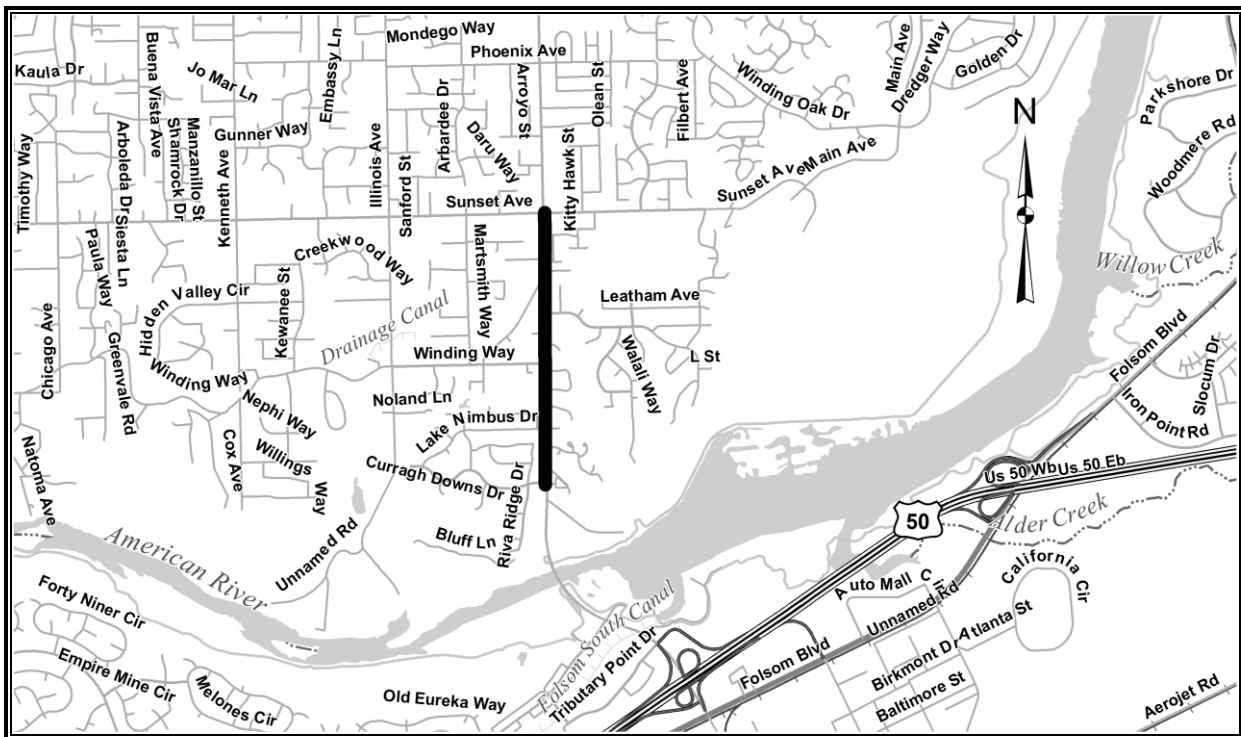 Mondego Way
Phoenix Ave
Kaula Dr
Jo Mar Ln
Buena Vista Ave
Embassy Ln
Arroyo St
Olean St
Filbert Ave
Winding Oak Dr
Main Ave
Dredger Way
Golden Dr
Parkshore Dr
Woodmere Rd
N
Timothy Way
Arboleda Dr
Shamrock Dr
Manzanillo St
Gunner Way
Kenneth Ave
Illinois Ave
Sanford St
Arbardee Dr
Daru Way
Kitty Hawk St
Sunset Ave
Sunset Ave
Main Ave
Siesta Ln
Paula Way
Creekwood Way
Martsmith Way
Willow Creek
Hidden Valley Cir
Kewanee St
Drainage Canal
Leatham Ave
Chicago Ave
Greenvale Rd
Winding Way
Winding Way
Walali Way
L St
Folsom Blvd
Slocum Dr
Iron Point Rd
Nephi Way
Noland Ln
Lake Nimbus Dr
Natoma Ave
Cox Ave
Willings Way
Curragh Downs Dr
Riva Ridge Dr
Us 50 Wb
Us 50 Eb
50
Alder Creek
Bluff Ln
American River
Unnamed Rd
California Cir
Auto Mall Cir
Unnamed Rd
Atlanta St
Forty Niner Cir
Folsom South Canal
Tributary Point Dr
Folsom Blvd
Birkmont Dr
Baltimore St
Empire Mine Cir
Melones Cir
Old Eureka Way
Aerojet Rd